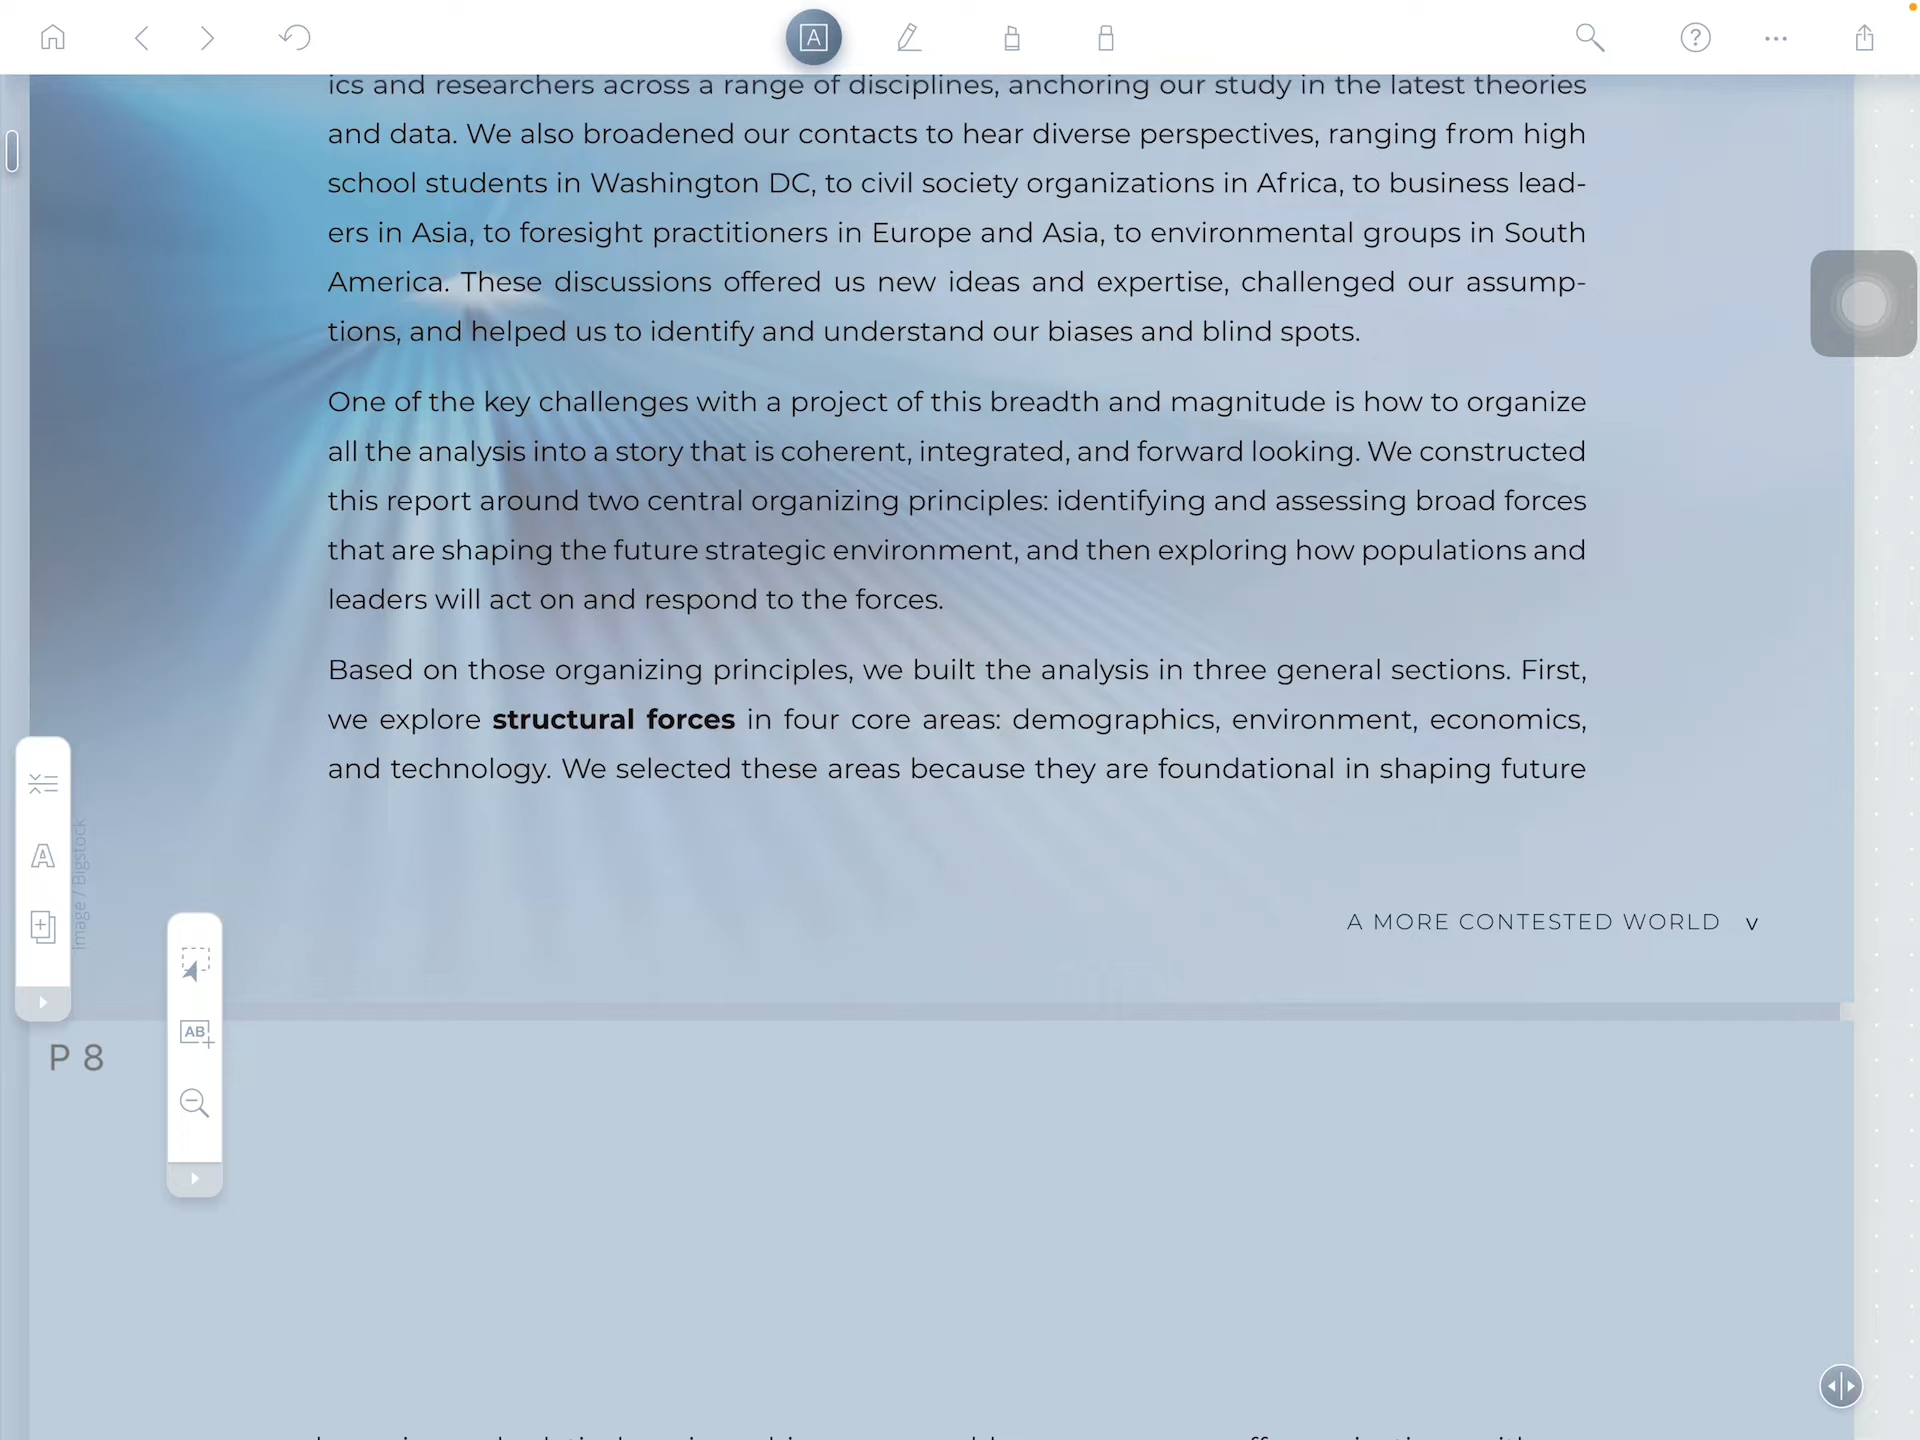 ics and researchers across a range of disciplines, anchoring our study in the latest theories
and data. We also broadened our contacts to hear diverse perspectives, ranging from high
school students in Washington DC, to civil society organizations in Africa, to business lead-
ers in Asia, to foresight practitioners in Europe and Asia, to environmental groups in South
America. These discussions offered us new ideas and expertise, challenged our assump-
tions, and helped us to identify and understand our biases and blind spots.
One of the key challenges with a project of this breadth and magnitude is how to organize
all the analysis into a story that is coherent, integrated, and forward looking. We constructed
this report around two central organizing principles: identifying and assessing broad forces
that are shaping the future strategic environment, and then exploring how populations and
leaders will act on and respond to the forces.
Based on those organizing principles, we built the analysis in three general sections. First,
we explore structural forces in four core areas: demographics, environment, economics,
and technology. We selected these areas because they are foundational in shaping future
Image / Bigstock
A MORE CONTESTED WORLD v
P 8